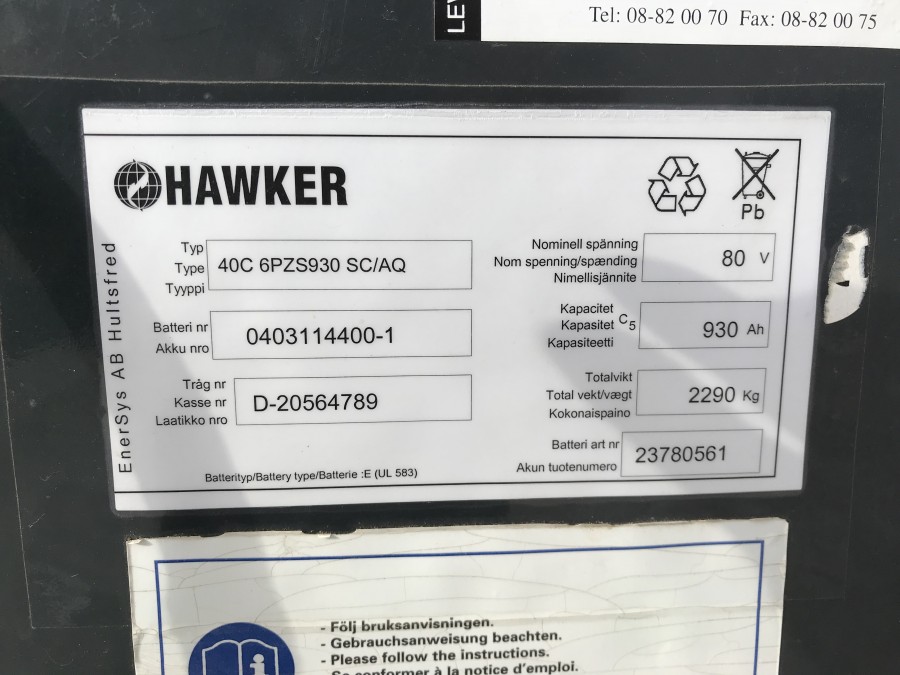 LEV
Tel: 08-82 00 70 Fax: 08-82 00 75
HAWKER
Pb
EnerSys AB Hultsfred
Typ
Type
Tyyppi
40C 6PZS930 SC/AQ
Nominell spänning
Nom spenning/spænding
Nimellisjännite
80 V
Batteri nr
Akku nro
0403114400-1
Kapacitet
Kapasitet C5
Kapasiteetti
930 Ah
Tråg nr
Kasse nr
Laatikko nro
D-20564789
Totalvikt
Total vekt/vægt
Kokonaispaino
2290 Kg
Batteri art nr
Akun tuotenumero
23780561
Batterityp/Battery type/Batterie :E (UL 583)
- Följ bruksanvisningen.
- Gebrauchsanweisung beachten.
- Please follow the instructions.
- Se conformer à la notice d'emploi.